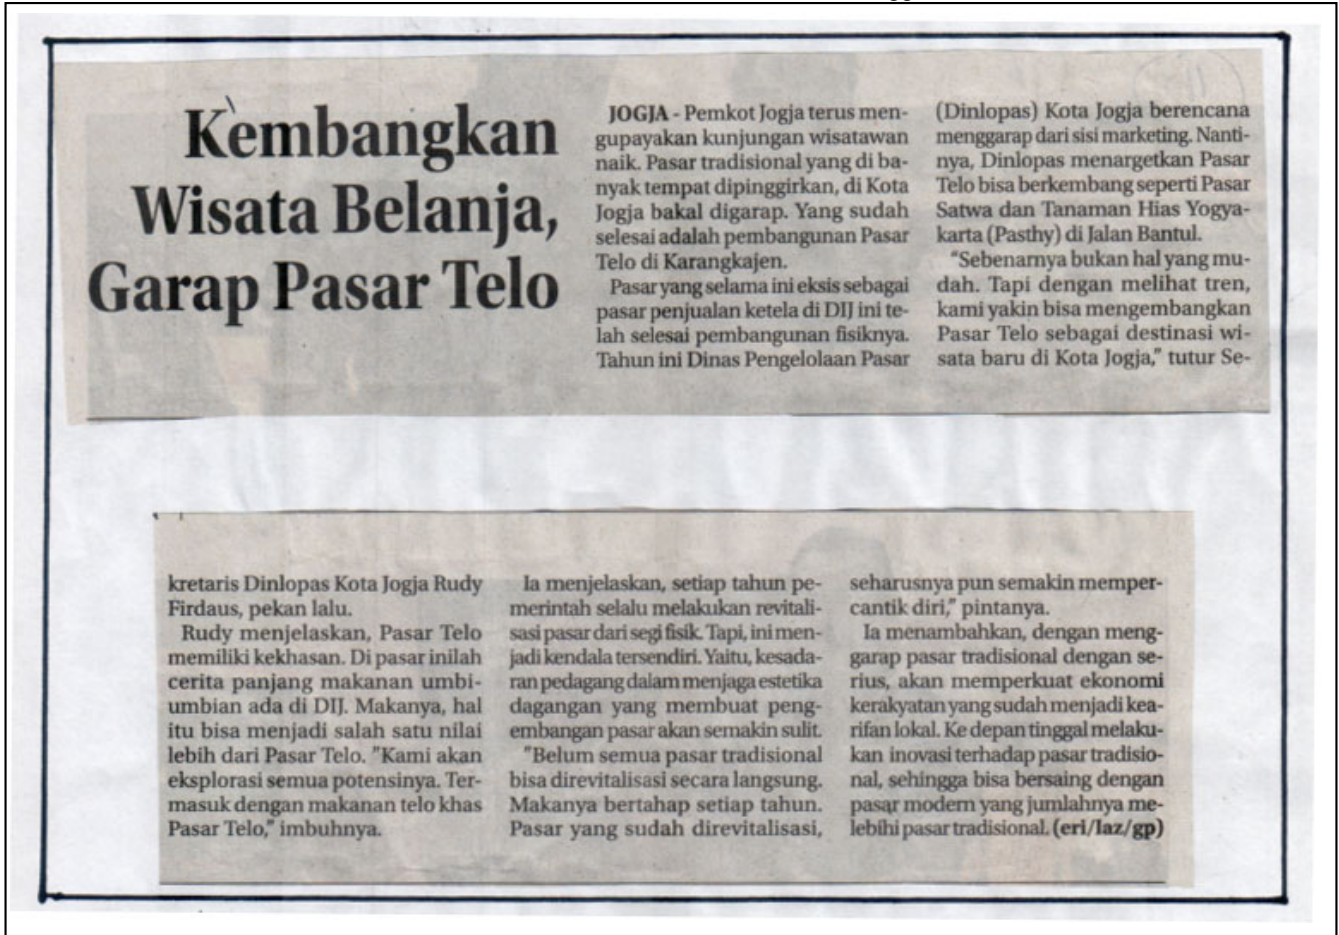 Kembangkan
Wisata Belanja,
Garap Pasar Telo
JOGJA - Pemkot Jogja terus men-
gupayakan kunjungan wisatawan
naik. Pasar tradisional yang di ba-
nyak tempat dipinggirkan, di Kota
Jogja bakal digarap. Yang sudah
selesai adalah pembangunan Pasar
Telo di Karangkajen.
Pasar yang selama ini eksis sebagai
pasar penjualan ketela di DIJ ini te-
lah selesai pembangunan fisiknya.
Tahun ini Dinas Pengelolaan Pasar
(Dinlopas) Kota Jogja berencana
menggarap dari sisi marketing. Nanti-
nya, Dinlopas menargetkan Pasar
Telo bisa berkembang seperti Pasar
Satwa dan Tanaman Hias Yogya-
karta (Pasthy) di Jalan Bantul.
"Sebenarnya bukan hal yang mu-
dah. Tapi dengan melihat tren,
kami yakin bisa mengembangkan
Pasar Telo sebagai destinasi wi-
sata baru di Kota Jogja," tutur Se-
kretaris Dinlopas Kota Jogja Rudy
Firdaus, pekan lalu.
Rudy menjelaskan, Pasar Telo
memiliki kekhasan. Di pasar inilah
cerita panjang makanan umbi-
umbian ada di DIJ. Makanya, hal
itu bisa menjadi salah satu nilai
lebih dari Pasar Telo. "Kami akan
eksplorasi semua potensinya. Ter-
masuk dengan makanan telo khas
Pasar Telo," imbuhnya.
Ia menjelaskan, setiap tahun pe-
merintah selalu melakukan revitali-
sasi pasar dari segi fisik. Tapi, ini men-
jadi kendala tersendiri. Yaitu, kesada-
ran pedagang dalam menjaga estetika
dagangan yang membuat peng-
embangan pasar akan semakin sulit.
"Belum semua pasar tradisional
bisa direvitalisasi secara langsung.
Makanya bertahap setiap tahun.
Pasar yang sudah direvitalisasi,
seharusnya pun semakin memper-
cantik diri," pintanya.
Ia menambahkan, dengan meng-
garap pasar tradisional dengan se-
rius, akan memperkuat ekonomi
kerakyatan yang sudah menjadi kea-
rifan lokal. Ke depan tinggal melaku-
kan inovasi terhadap pasar tradisio-
nal, sehingga bisa bersaing dengan
pasar modern yang jumlahnya me-
lebihi pasar tradisional. (eri/laz/gp)